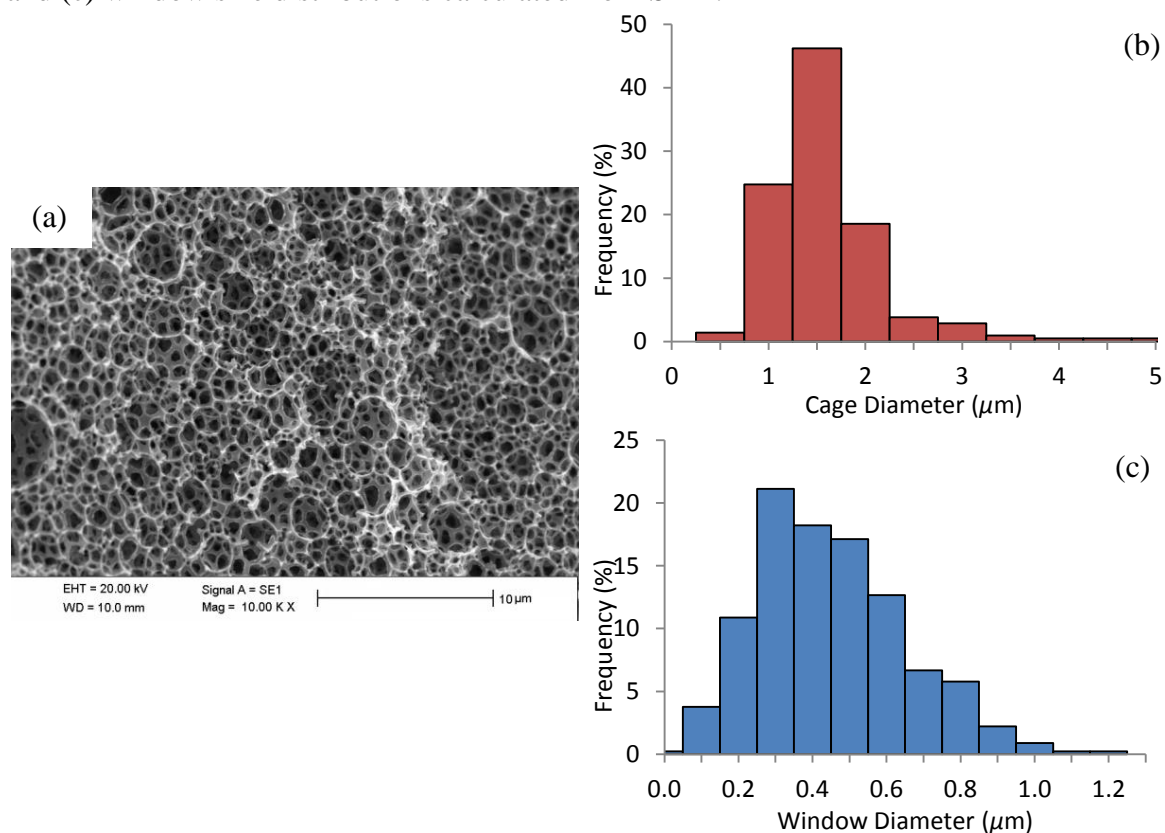 and (c) window size distributions calculated from
(a)
EHT = 20.00 kV
WD = 10.0 mm
Signal A = SE1
Mag = 10.00 K X
10 µm
(b)
Frequency (%)
50
40
30
20
10
0
0 1 2 3 4 5
Cage Diameter (µm)
(c)
Frequency (%)
25
20
15
10
5
0
0.0 0.2 0.4 0.6 0.8 1.0 1.2
Window Diameter (µm)